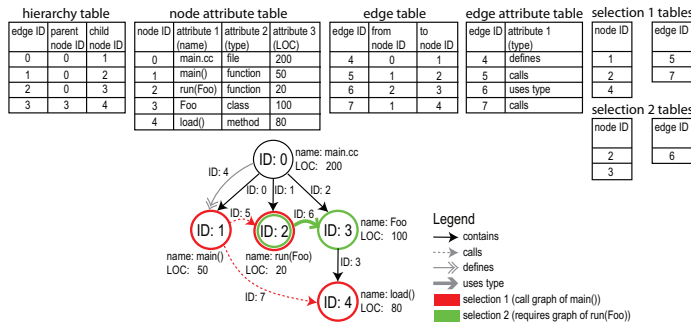 hierarchy table
edge ID parent node ID child node ID
0 0 1
1 0 2
2 0 3
3 3 4
node attribute table
node ID attribute 1 (name) attribute 2 (type) attribute 3 (LOC)
0 main.cc file 200
1 main() function 50
2 run(Foo) function 20
3 Foo class 100
4 load() method 80
edge table
edge ID from node ID to node ID
4 0 1
5 1 2
6 2 3
7 1 4
edge attribute table
edge ID attribute 1 (type)
4 defines
5 calls
6 uses type
7 calls
selection 1 tables
node ID
1
2
4
edge ID
5
7
selection 2 tables
node ID
2
3
edge ID
6
ID: 0
name: main.cc
LOC: 200
ID: 4
ID: 0
ID: 1
ID: 2
ID: 5
ID: 6
ID: 1
ID: 2
ID: 3
name: Foo
LOC: 100
name: main()
LOC: 50
name: run(Foo)
LOC: 20
ID: 3
ID: 7
ID: 4
name: load()
LOC: 80
Legend
contains
calls
defines
uses type
selection 1 (call graph of main())
selection 2 (requires graph of run(Foo))